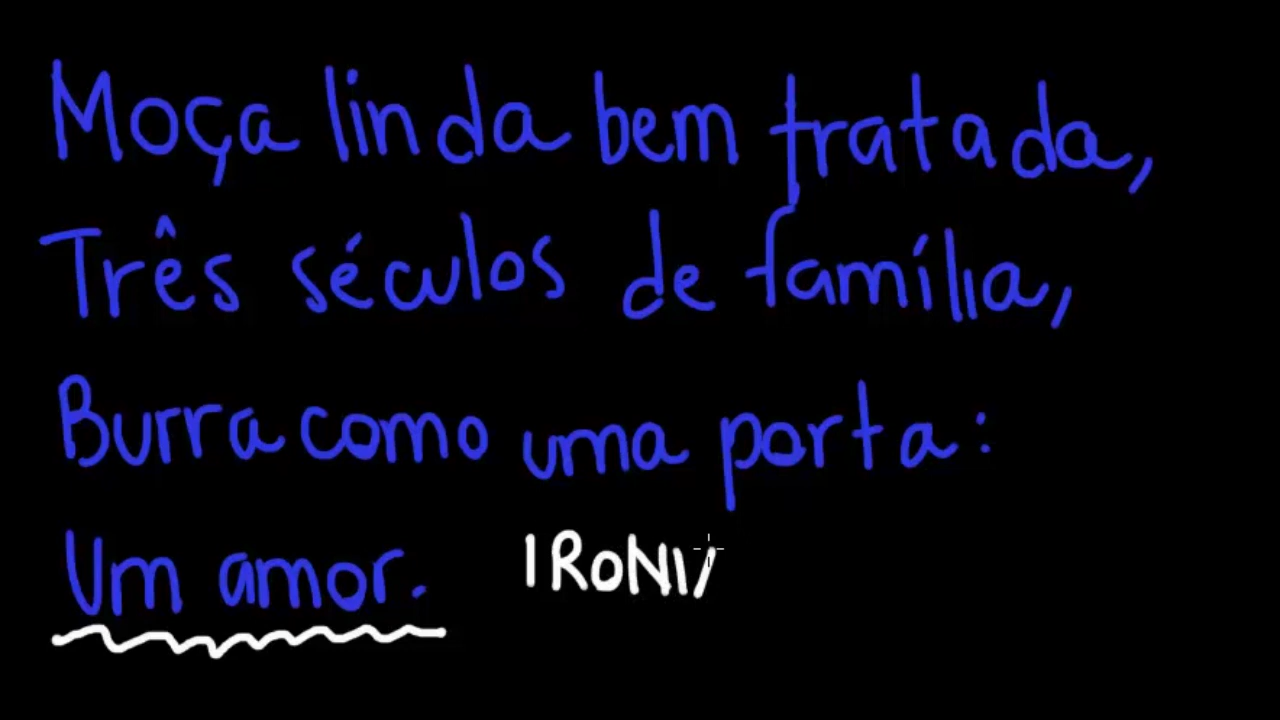 Moça linda bem tratada,
Três séculos de família,
Burra como uma porta:
Um amor. IRONI/